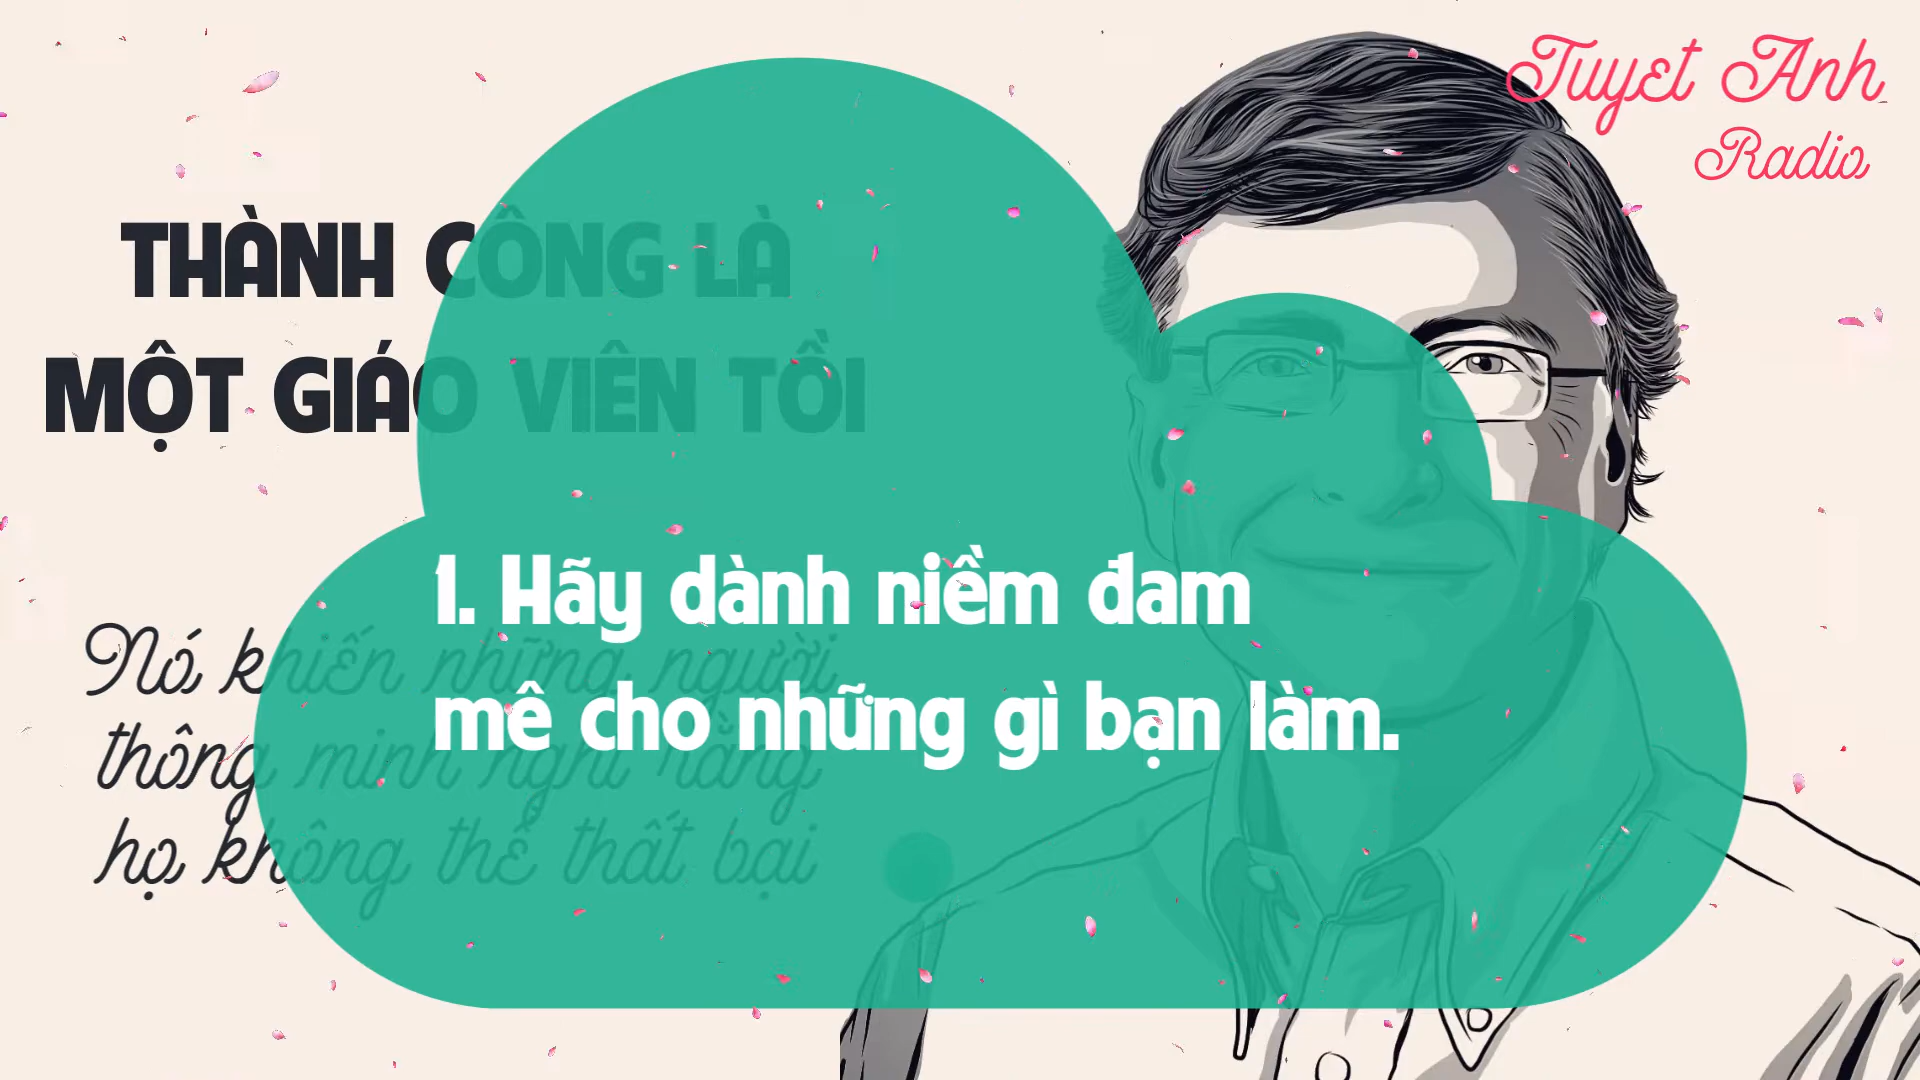 Tuyet Anh
Radio
THÀNH CÔNG LÀ
MỘT GIÁO VIÊN TỒI
1. Hãy dành niềm đam
mê cho những gì bạn làm.
Nó khiến những người
thông minh nghĩ rằng
họ không thể thất bại